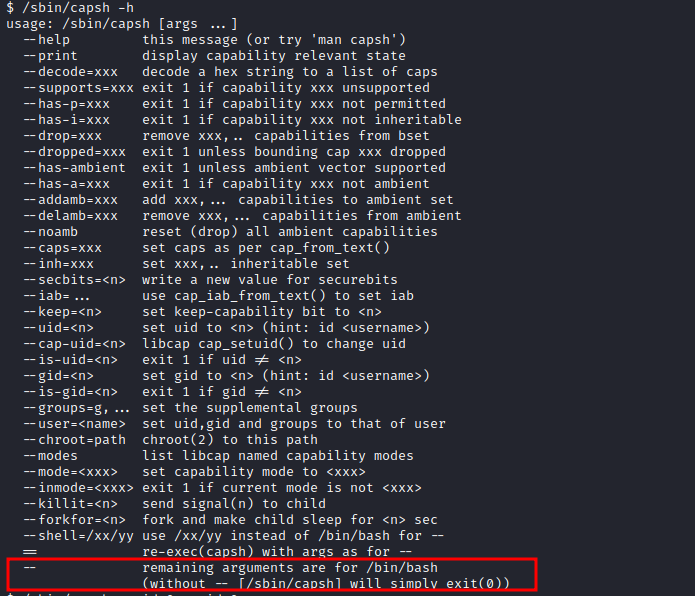 $ /sbin/capsh -h
usage: /sbin/capsh [args ...]
--help this message (or try 'man capsh')
--print display capability relevant state
--decode=xxx decode a hex string to a list of caps
--supports=xxx exit 1 if capability xxx unsupported
--has-p=xxx exit 1 if capability xxx not permitted
--has-i=xxx exit 1 if capability xxx not inheritable
--drop=xxx remove xxx,.. capabilities from bset
--dropped=xxx exit 1 unless bounding cap xxx dropped
--has-ambient exit 1 unless ambient vector supported
--has-a=xxx exit 1 if capability xxx not ambient
--addamb=xxx add xxx,... capabilities to ambient set
--delamb=xxx remove xxx,... capabilities from ambient
--noamb reset (drop) all ambient capabilities
--caps=xxx set caps as per cap_from_text()
--inh=xxx set xxx,.. inheritable set
--secbits=<n> write a new value for securebits
--iab=... use cap_iab_from_text() to set iab
--keep=<n> set keep-capability bit to <n>
--uid=<n> set uid to <n> (hint: id <username>)
--cap-uid=<n> libcap cap_setuid() to change uid
--is-uid=<n> exit 1 if uid != <n>
--gid=<n> set gid to <n> (hint: id <username>)
--is-gid=<n> exit 1 if gid != <n>
--groups=g,... set the supplemental groups
--user=<name> set uid,gid and groups to that of user
--chroot=path chroot(2) to this path
--modes list libcap named capability modes
--mode=<xxx> set capability mode to <xxx>
--inmode=<xxx> exit 1 if current mode is not <xxx>
--killit=<n> send signal(n) to child
--forkfor=<n> fork and make child sleep for <n> sec
--shell=/xx/yy use /xx/yy instead of /bin/bash for --
== re-exec(capsh) with args as for --
-- remaining arguments are for /bin/bash
(without -- [/sbin/capsh] will simply exit(0))